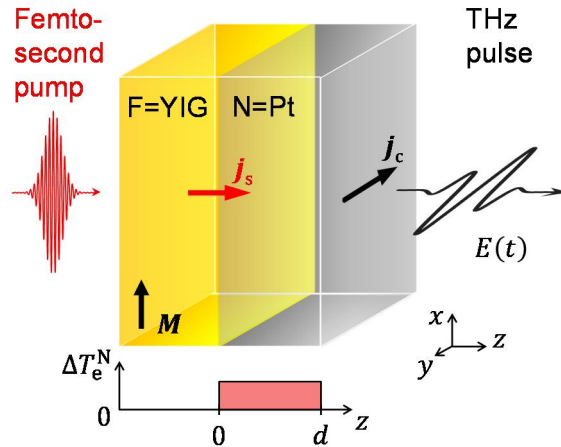 Femto-
second
pump
THz
pulse
F=YIG
N=Pt
j_s
j_c
E(t)
M
x
y
z
ΔT_e^N
0
0
d
z